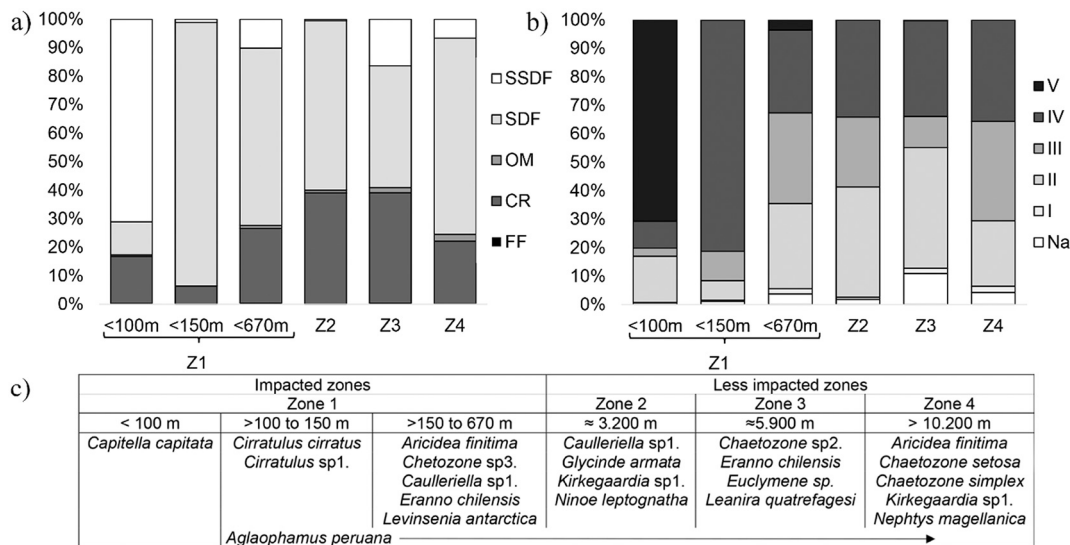 a)
100%
90%
80%
70%
60%
50%
40%
30%
20%
10%
0%
<100m <150m <670m Z2 Z3 Z4
Z1
SSDF
SDF
OM
CR
FF
b)
100%
90%
80%
70%
60%
50%
40%
30%
20%
10%
0%
<100m <150m <670m Z2 Z3 Z4
Z1
V
IV
III
II
I
Na
c)
Impacted zones Less impacted zones
Zone 1 Zone 2 Zone 3 Zone 4
< 100 m >100 to 150 m >150 to 670 m ≈ 3.200 m ≈5.900 m > 10.200 m
Capitella capitata Cirratulus cirratus Aricidea finitima Caulleriella sp1. Chaetozone sp2. Aricidea finitima
Cirratulus sp1. Chetozone sp3. Glycinde armata Eranno chilensis Chaetozone setosa
Caulleriella sp1. Kirkegaardia sp1. Euclymene sp. Chaetozone simplex
Eranno chilensis Ninoe leptognatha Leanira quatrefagesi Kirkegaardia sp1.
Levinsenia antarctica Nephtys magellanica
Aglaophamus peruana